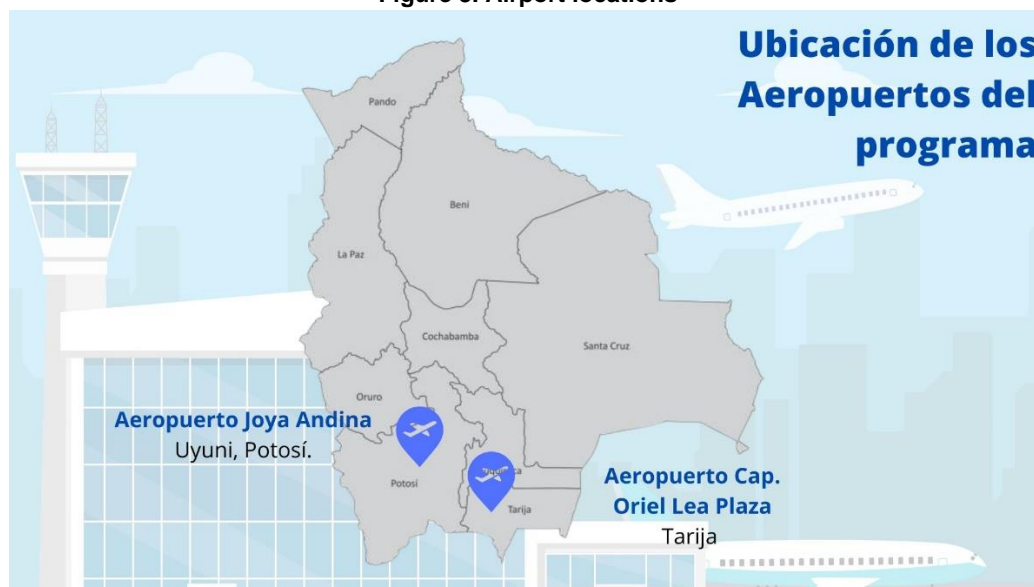 Figure 3. Airport locations
Ubicación de los
Aeropuertos del
programa
Pando
Beni
La Paz
Cochabamba
Santa Cruz
Oruro
Aeropuerto Joya Andina
Uyuni, Potosí.
Potosí
Tarija
Aeropuerto Cap.
Oriel Lea Plaza
Tarija